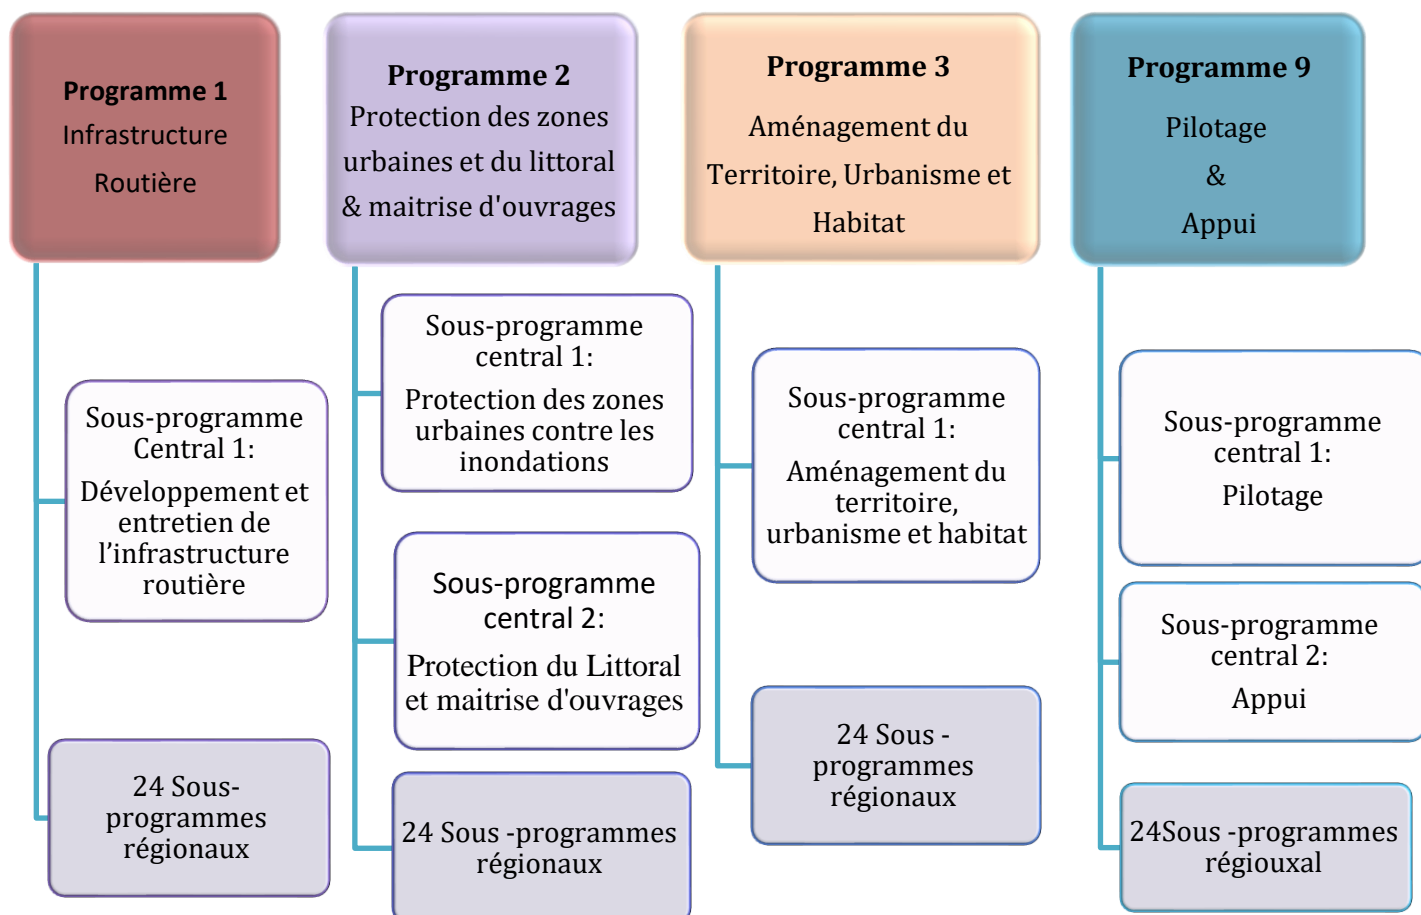 Programme 1
Infrastructure
Routière
Sous-programme
Central 1:
Développement et
entretien de
l’infrastructure
routière
24 Sous-
programmes
régionaux
Programme 2
Protection des zones
urbaines et du littoral
& maitrise d'ouvrages
Sous-programme
central 1:
Protection des zones
urbaines contre les
inondations
Sous-programme
central 2:
Protection du Littoral
et maitrise d'ouvrages
24 Sous -programmes
régionaux
Programme 3
Aménagement du
Territoire, Urbanisme et
Habitat
Sous-programme
central 1:
Aménagement du
territoire,
urbanisme et habitat
24 Sous -
programmes
régionaux
Programme 9
Pilotage
&
Appui
Sous-programme
central 1:
Pilotage
Sous-programme
central 2:
Appui
24Sous -programmes
régiouxal